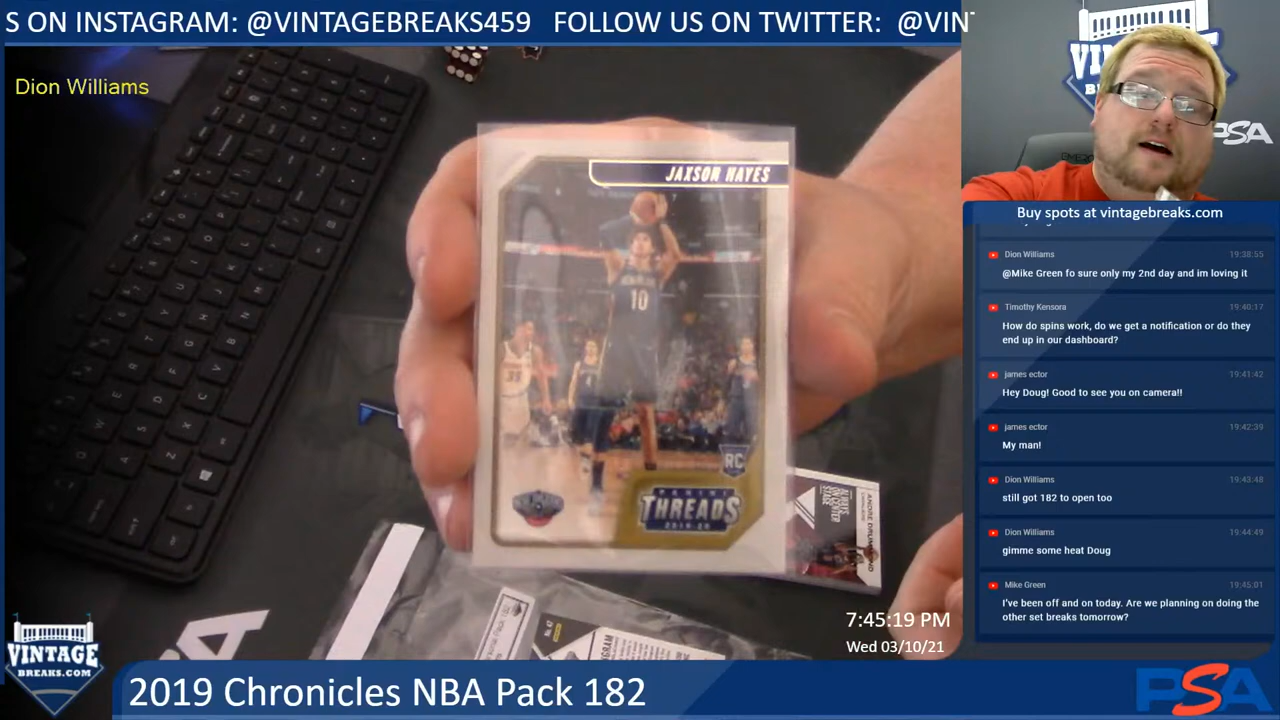 S ON INSTAGRAM: @VINTAGEBREAKS459 FOLLOW US ON TWITTER: @VINT
Dion Williams
JAXSON HAYES
10
RC
PANINI
THREADS
2019-20
ANDRE DRUMMOND
PSA
Buy spots at vintagebreaks.com
Dion Williams 19:38:55
@Mike Green fo sure only my 2nd day and im loving it
Timothy Kensora 19:40:17
How do spins work, do we get a notification or do they
end up in our dashboard?
james ector 19:41:42
Hey Doug! Good to see you on camera!!
james ector 19:42:39
My man!
Dion Williams 19:43:48
still got 182 to open too
Dion Williams 19:44:49
gimme some heat Doug
Mike Green 19:45:01
I've been off and on today. Are we planning on doing the
other set breaks tomorrow?
7:45:19 PM
Wed 03/10/21
VINTAGE
BREAKS.COM
2019 Chronicles NBA Pack 182
PSA